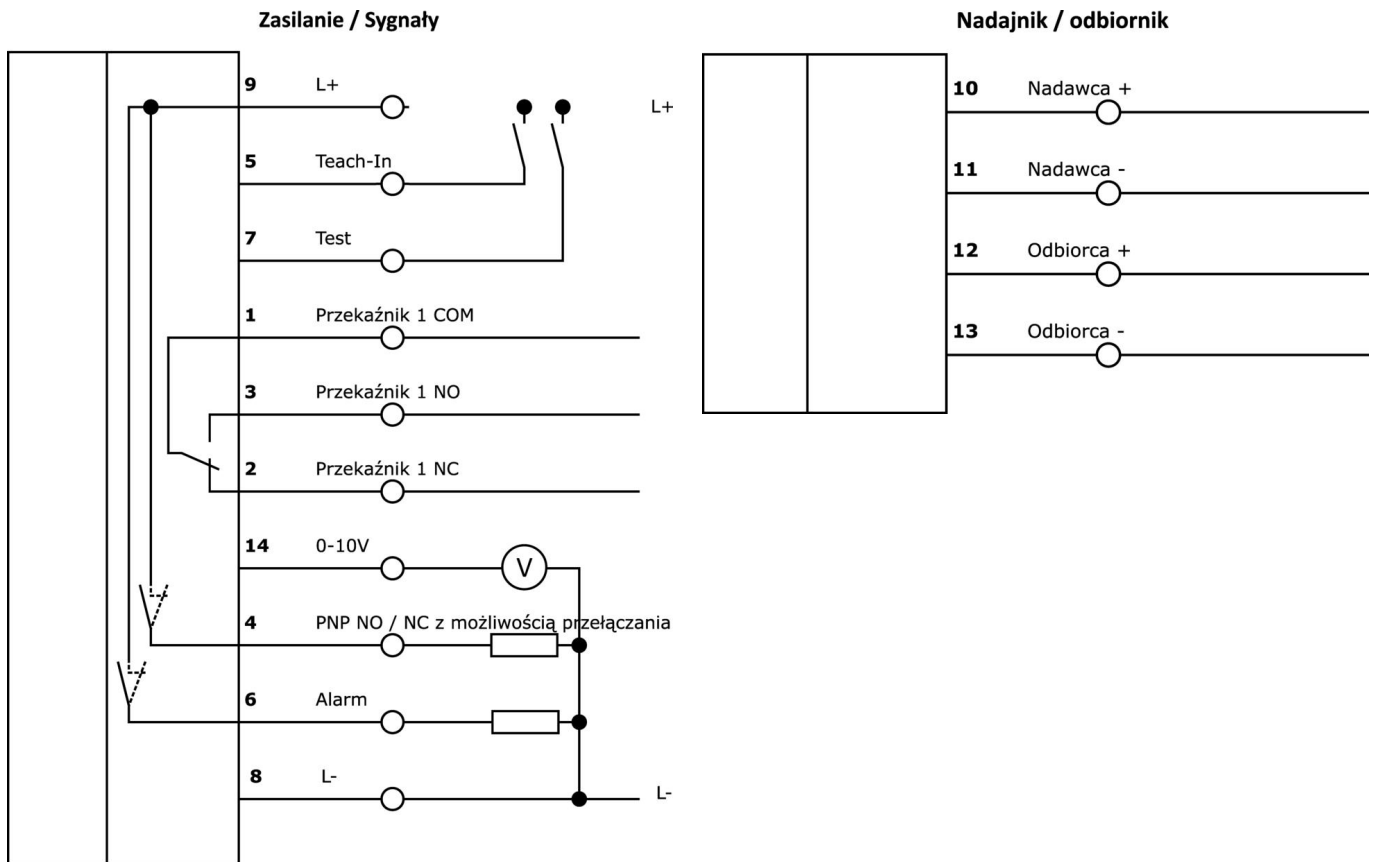 Zasilanie / Sygnały
9 L+
L+
5 Teach-In
7 Test
1 Przekaźnik 1 COM
3 Przekaźnik 1 NO
2 Przekaźnik 1 NC
14 0-10V
V
4 PNP NO / NC z możliwością przełączania
6 Alarm
8 L-
L-
Nadajnik / odbiornik
10 Nadawca +
11 Nadawca -
12 Odbiorca +
13 Odbiorca -